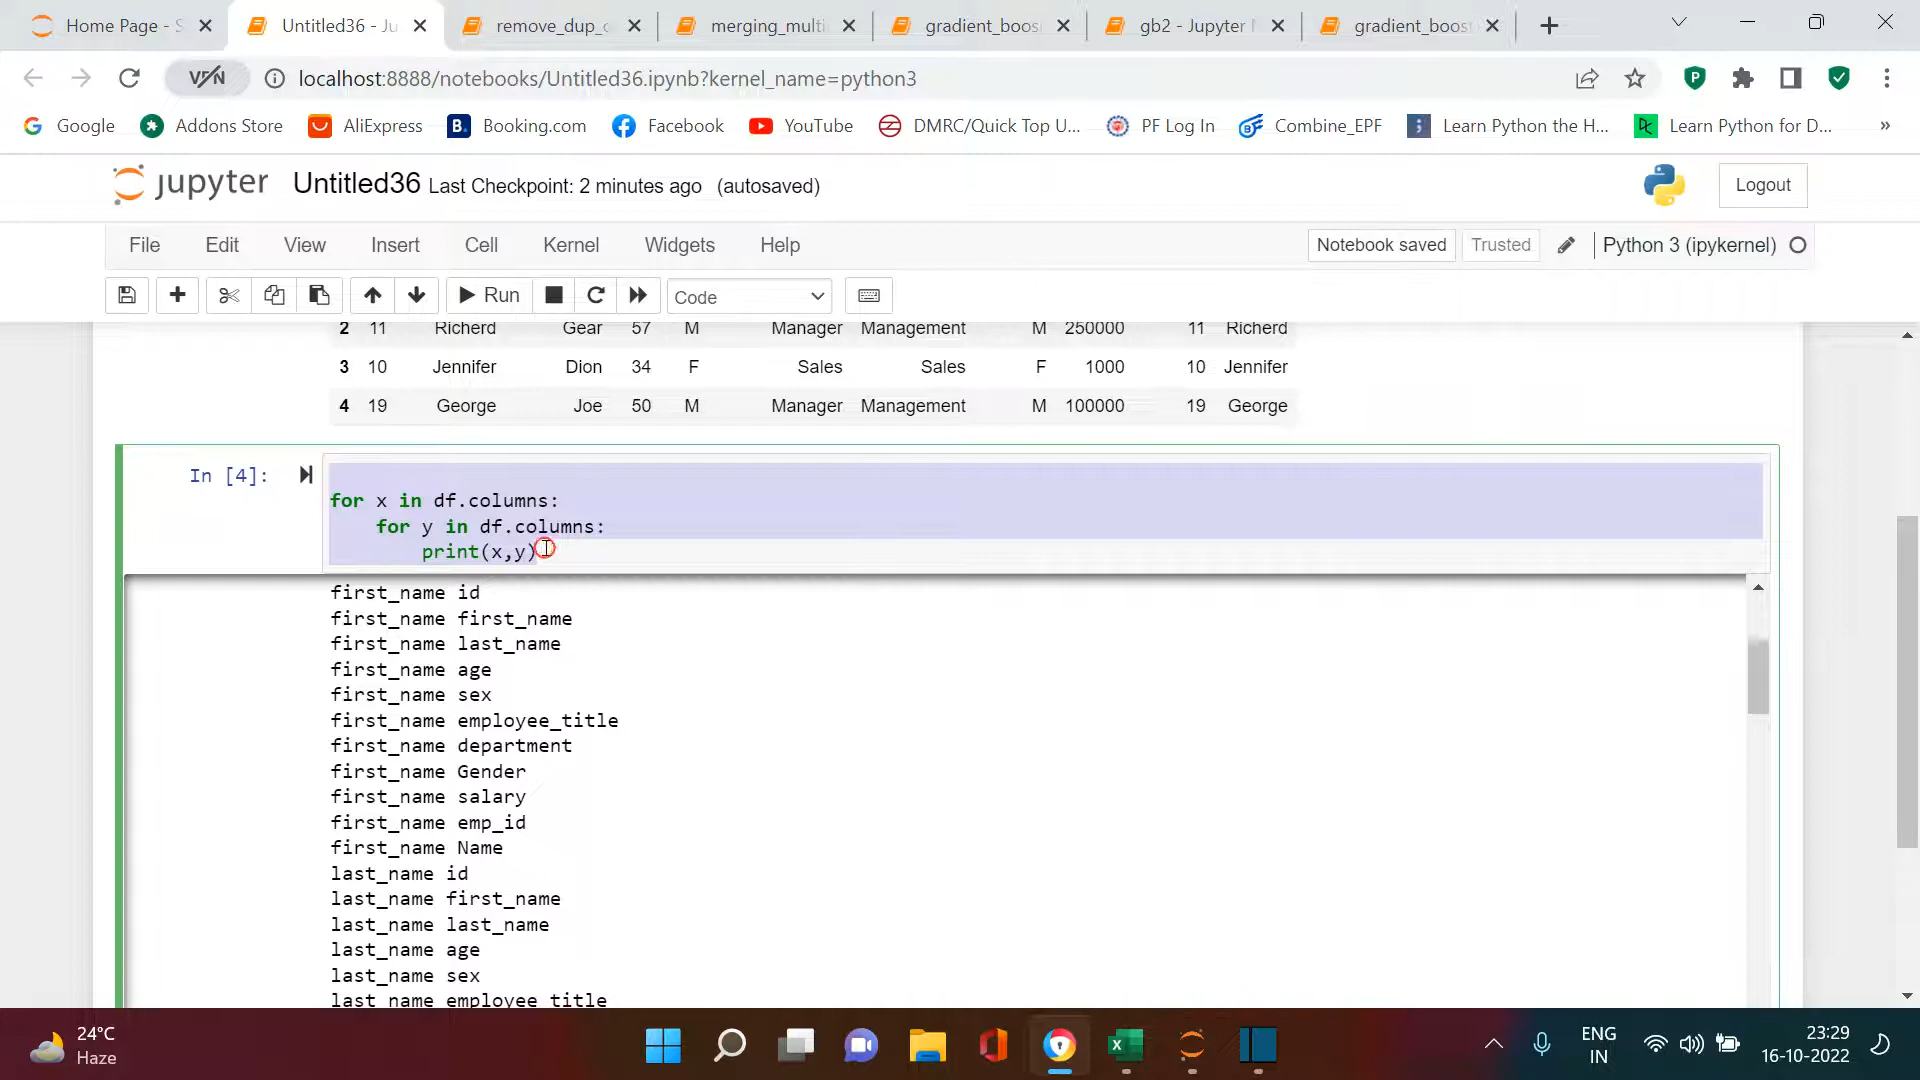 Home Page - S
Untitled36 - Ju
remove_dup_c
merging_multi
gradient_boos
gb2 - Jupyter N
gradient_boost
VPN
localhost:8888/notebooks/Untitled36.ipynb?kernel_name=python3
Google
Addons Store
AliExpress
B. Booking.com
Facebook
YouTube
DMRC/Quick Top U...
PF Log In
Combine_EPF
Learn Python the H...
Learn Python for D...
»
jupyter Untitled36 Last Checkpoint: 2 minutes ago (autosaved)
Logout
File Edit View Insert Cell Kernel Widgets Help
Notebook saved Trusted Python 3 (ipykernel)
Run Code
2 11 Richerd Gear 57 M Manager Management M 250000 11 Richerd
3 10 Jennifer Dion 34 F Sales Sales F 1000 10 Jennifer
4 19 George Joe 50 M Manager Management M 100000 19 George
In [4]:
for x in df.columns:
for y in df.columns:
print(x,y)
first_name id
first_name first_name
first_name last_name
first_name age
first_name sex
first_name employee_title
first_name department
first_name Gender
first_name salary
first_name emp_id
first_name Name
last_name id
last_name first_name
last_name last_name
last_name age
last_name sex
last_name employee_title
24°C
Haze
ENG
IN
23:29
16-10-2022